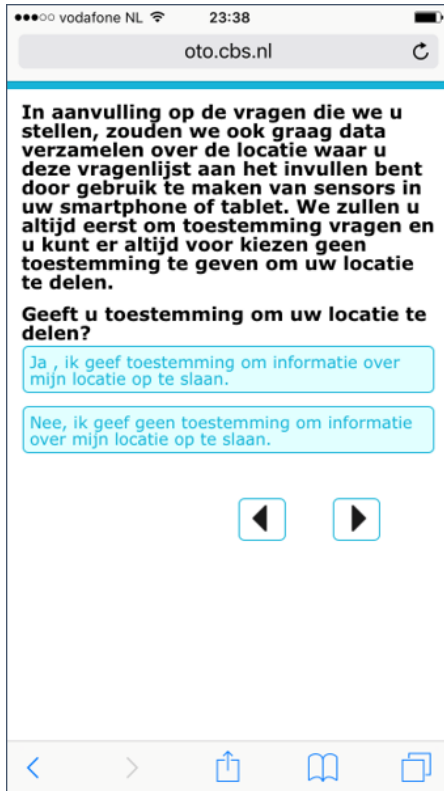 vodafone NL 23:38
oto.cbs.nl
In aanvulling op de vragen die we u
stellen, zouden we ook graag data
verzamelen over de locatie waar u
deze vragenlijst aan het invullen bent
door gebruik te maken van sensors in
uw smartphone of tablet. We zullen u
altijd eerst om toestemming vragen en
u kunt er altijd voor kiezen geen
toestemming te geven om uw locatie
te delen.
Geeft u toestemming om uw locatie te
delen?
Ja , ik geef toestemming om informatie over
mijn locatie op te slaan.
Nee, ik geef geen toestemming om informatie
over mijn locatie op te slaan.